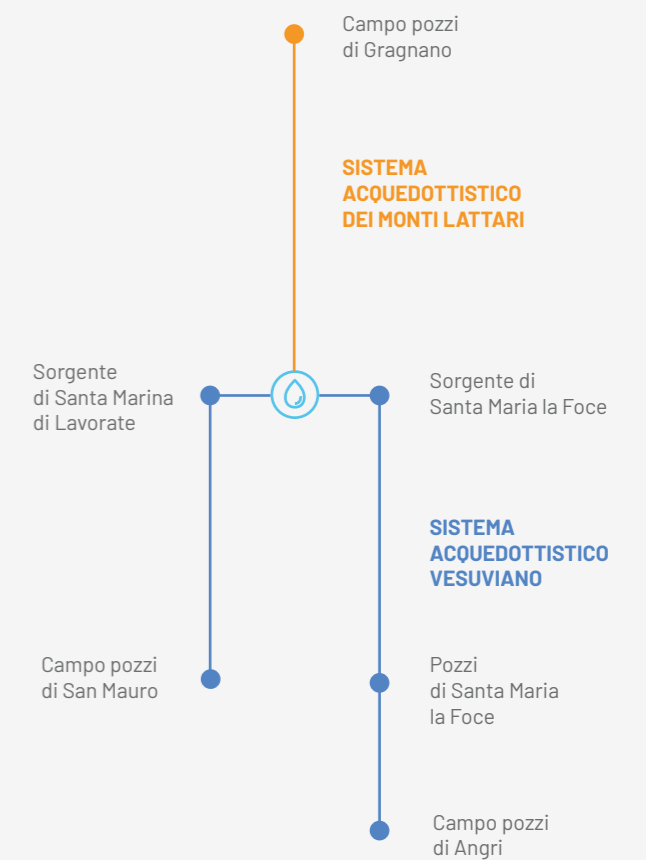 Campo pozzi
di Gragnano
SISTEMA
ACQUEDOTTISTICO
DEI MONTI LATTARI
Sorgente
di Santa Marina
di Lavorate
Sorgente di
Santa Maria la Foce
SISTEMA
ACQUEDOTTISTICO
VESUVIANO
Campo pozzi
di San Mauro
Pozzi
di Santa Maria
la Foce
Campo pozzi
di Angri